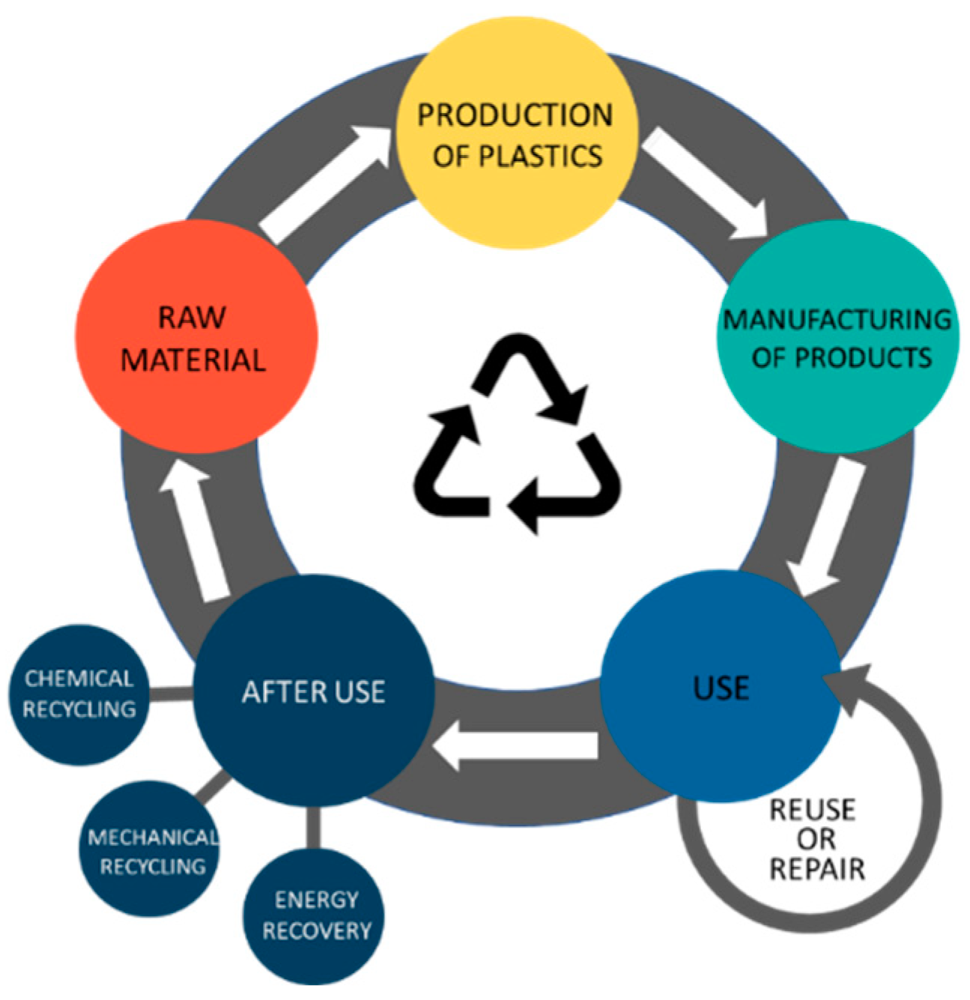 PRODUCTION
OF PLASTICS
RAW
MATERIAL
MANUFACTURING
OF PRODUCTS
AFTER USE
USE
CHEMICAL
RECYCLING
MECHANICAL
RECYCLING
ENERGY
RECOVERY
REUSE
OR
REPAIR